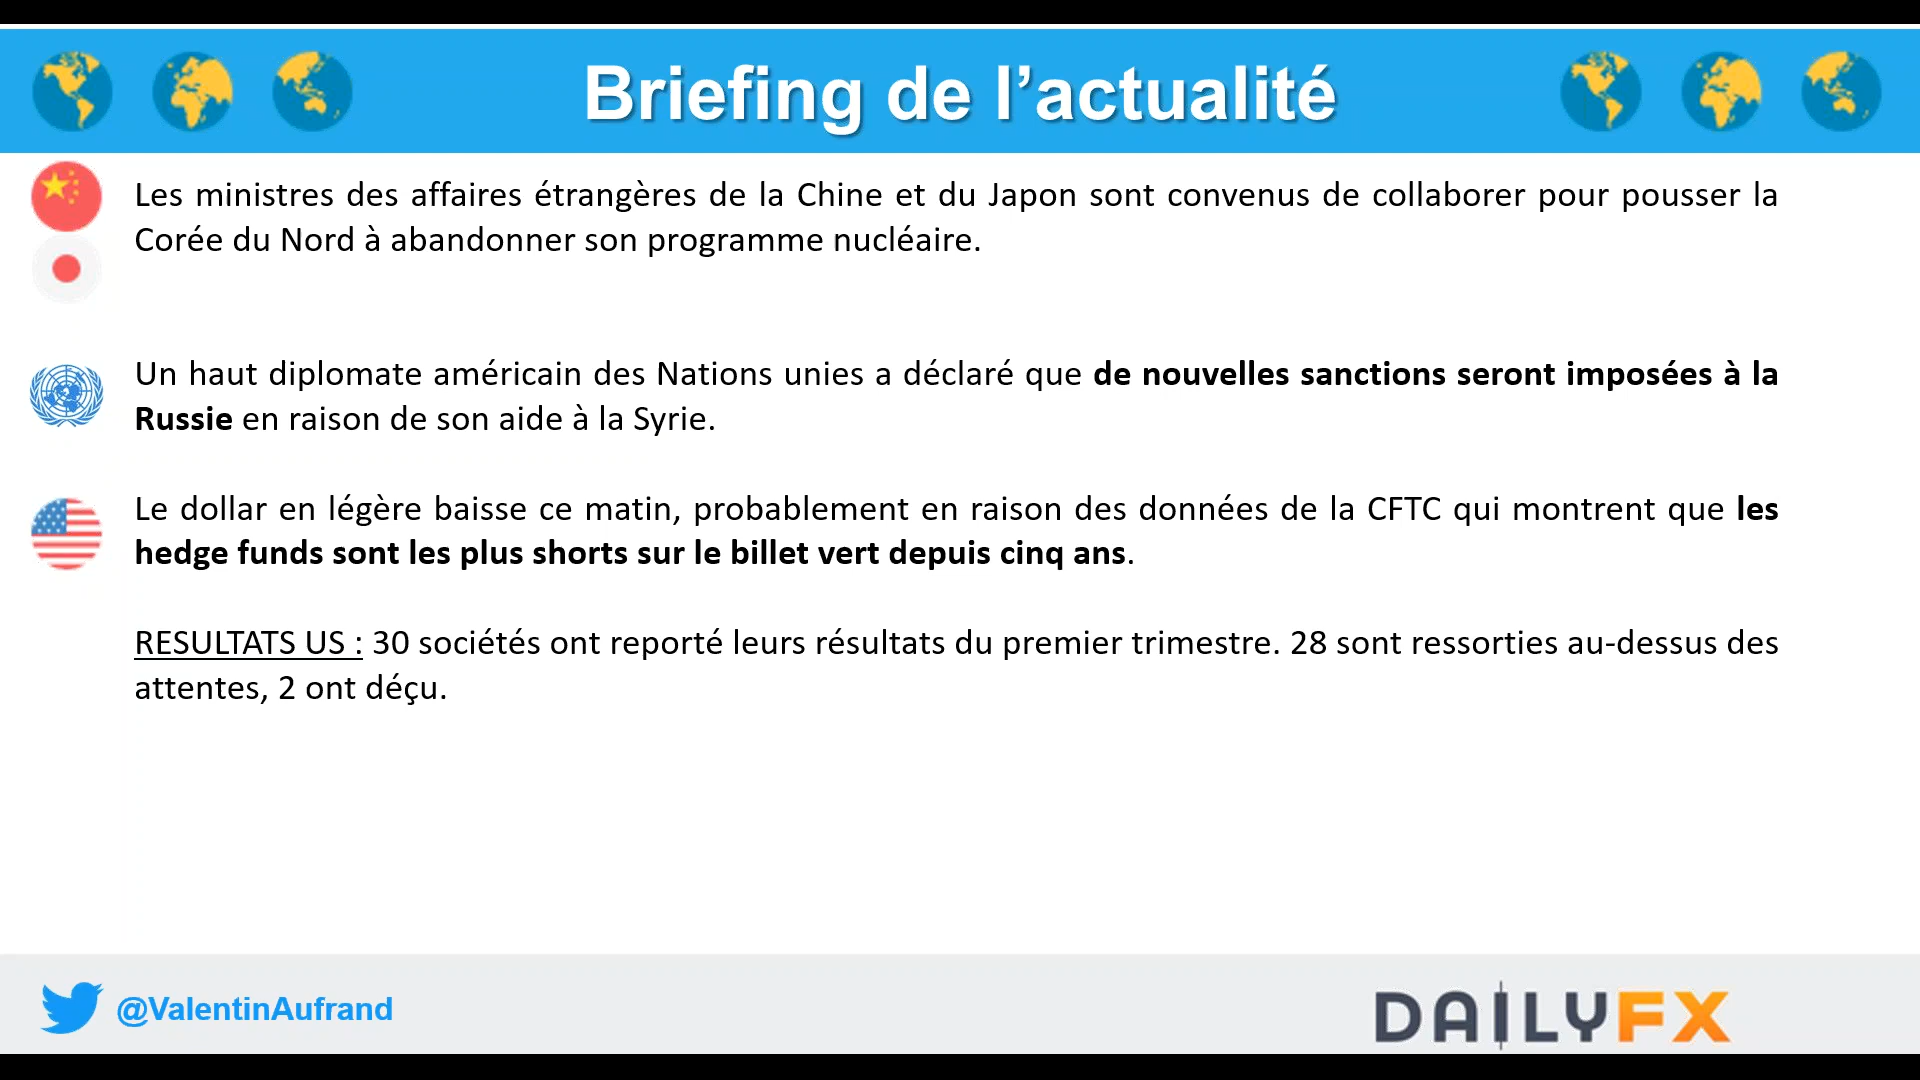 Briefing de l’actualité
Les ministres des affaires étrangères de la Chine et du Japon sont convenus de collaborer pour pousser la
Corée du Nord à abandonner son programme nucléaire.
Un haut diplomate américain des Nations unies a déclaré que de nouvelles sanctions seront imposées à la
Russie en raison de son aide à la Syrie.
Le dollar en légère baisse ce matin, probablement en raison des données de la CFTC qui montrent que les
hedge funds sont les plus shorts sur le billet vert depuis cinq ans.
RESULTATS US : 30 sociétés ont reporté leurs résultats du premier trimestre. 28 sont ressorties au-dessus des
attentes, 2 ont déçu.
@ValentinAufrand
DAILYFX